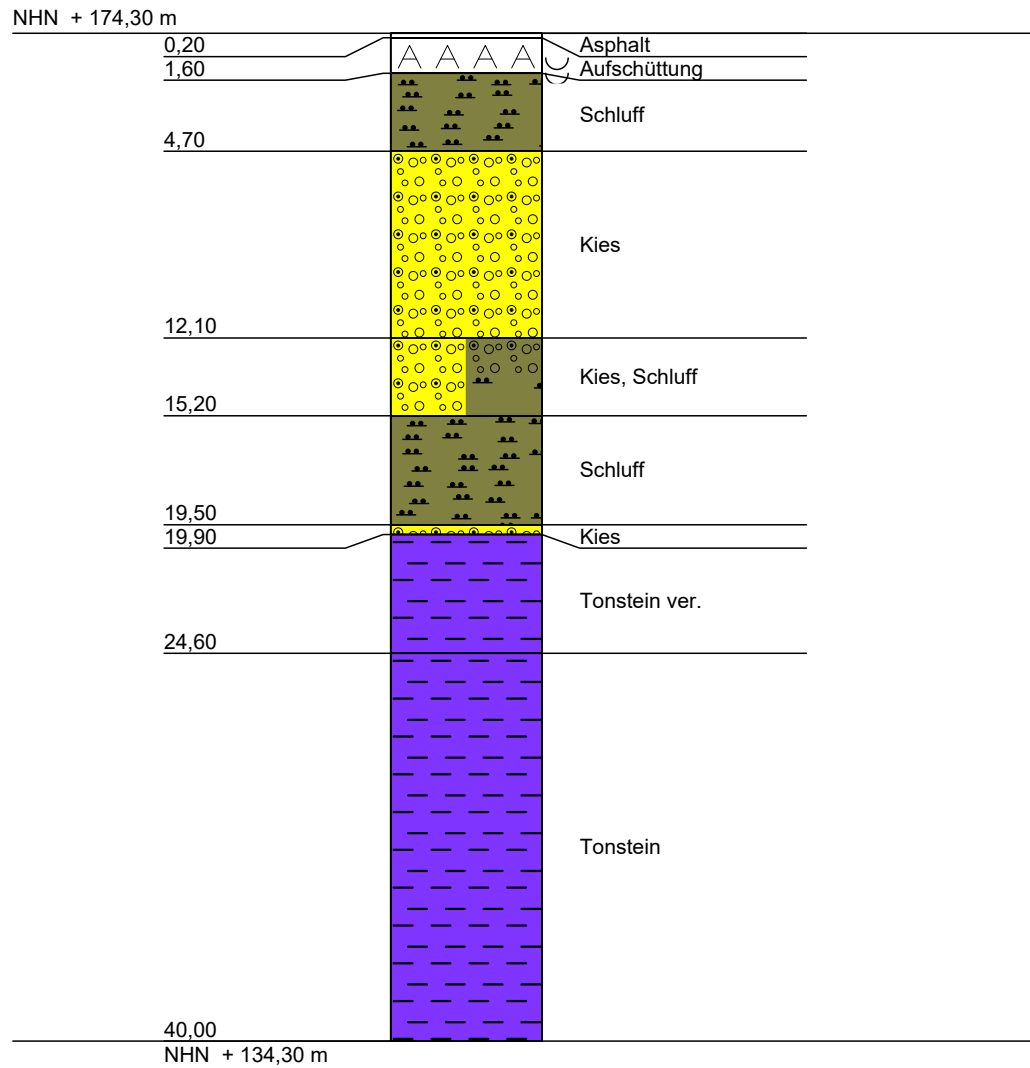 NHN + 174,30 m
0,20 Asphalt
1,60 Aufschüttung
Schluff
4,70
Kies
12,10
Kies, Schluff
15,20
Schluff
19,50
Kies
19,90
Tonstein ver.
24,60
Tonstein
40,00
NHN + 134,30 m